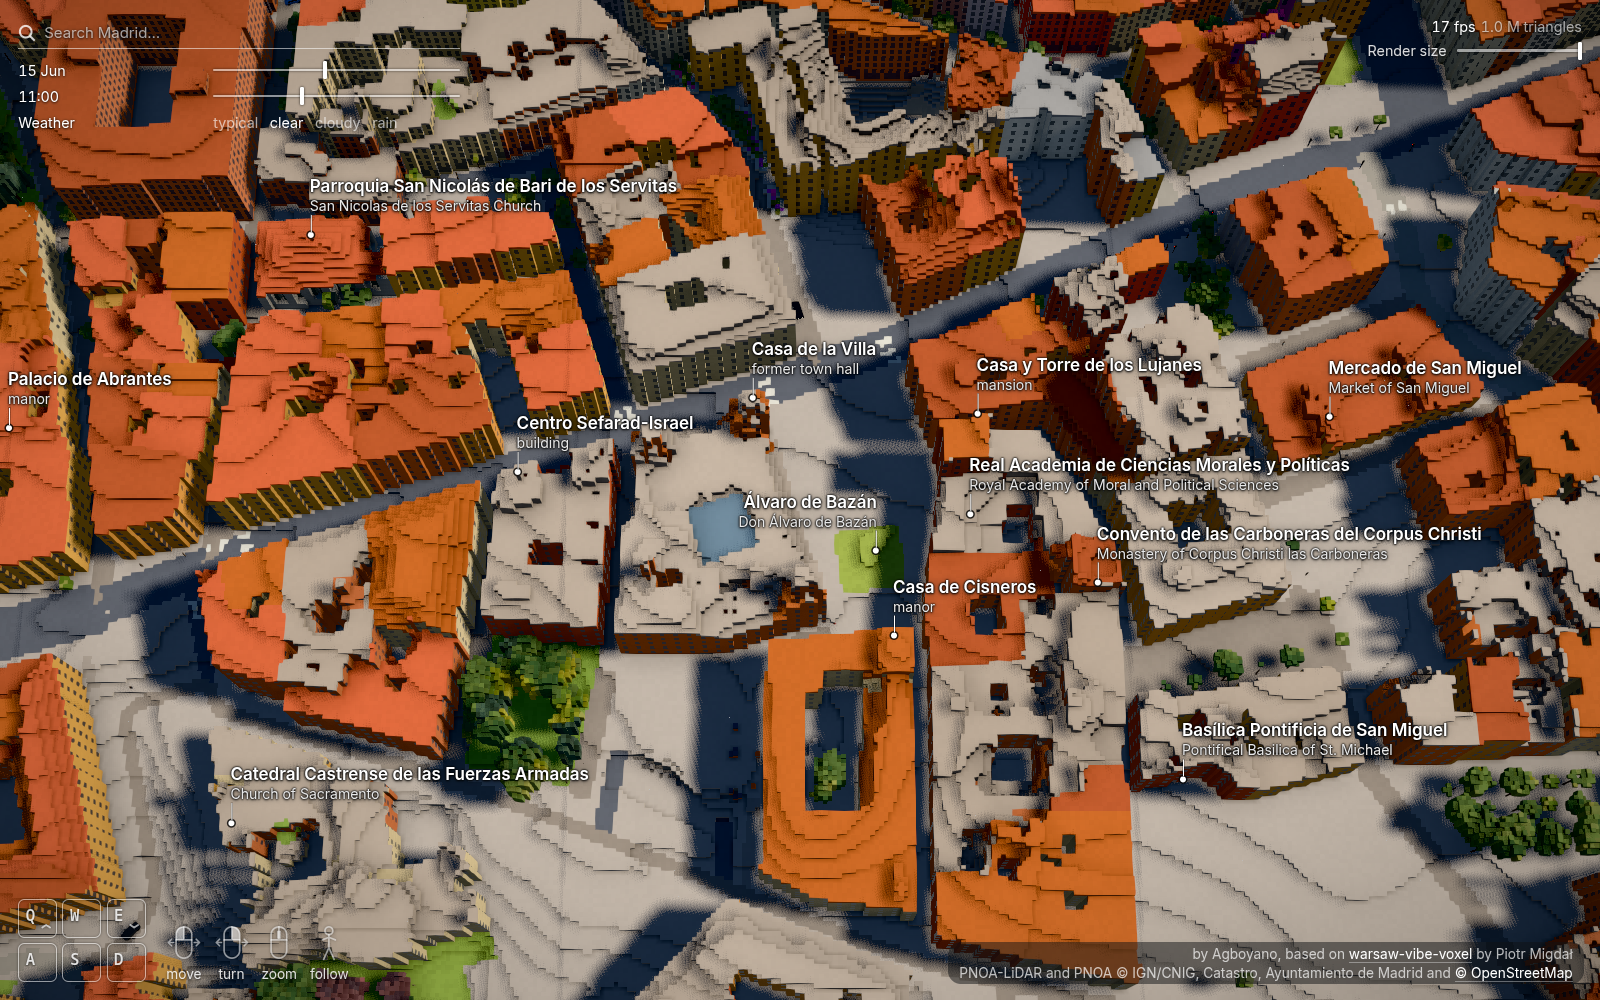 Search Madrid...
17 fps 1.0 M triangles
Render size
15 Jun
11:00
Weather
typical clear cloudy rain
Parroquia San Nicolás de Bari de los Servitas
San Nicolas de los Servitas Church
Casa de la Villa
former town hall
Casa y Torre de los Lujanes
mansion
Mercado de San Miguel
Market of San Miguel
Palacio de Abrantes
manor
Centro Sefarad-Israel
building
Real Academia de Ciencias Morales y Políticas
Royal Academy of Moral and Political Sciences
Álvaro de Bazán
Don Álvaro de Bazán
Convento de las Carboneras del Corpus Christi
Monastery of Corpus Christi las Carboneras
Casa de Cisneros
manor
Basílica Pontificia de San Miguel
Pontifical Basilica of St. Michael
Catedral Castrense de las Fuerzas Armadas
Church of Sacramento
Q W E
A S D
move turn zoom follow
by Agboyano, based on warsaw-vibe-voxel by Piotr Migdał
PNOA-LiDAR and PNOA © IGN/CNIG, Catastro, Ayuntamiento de Madrid and © OpenStreetMap